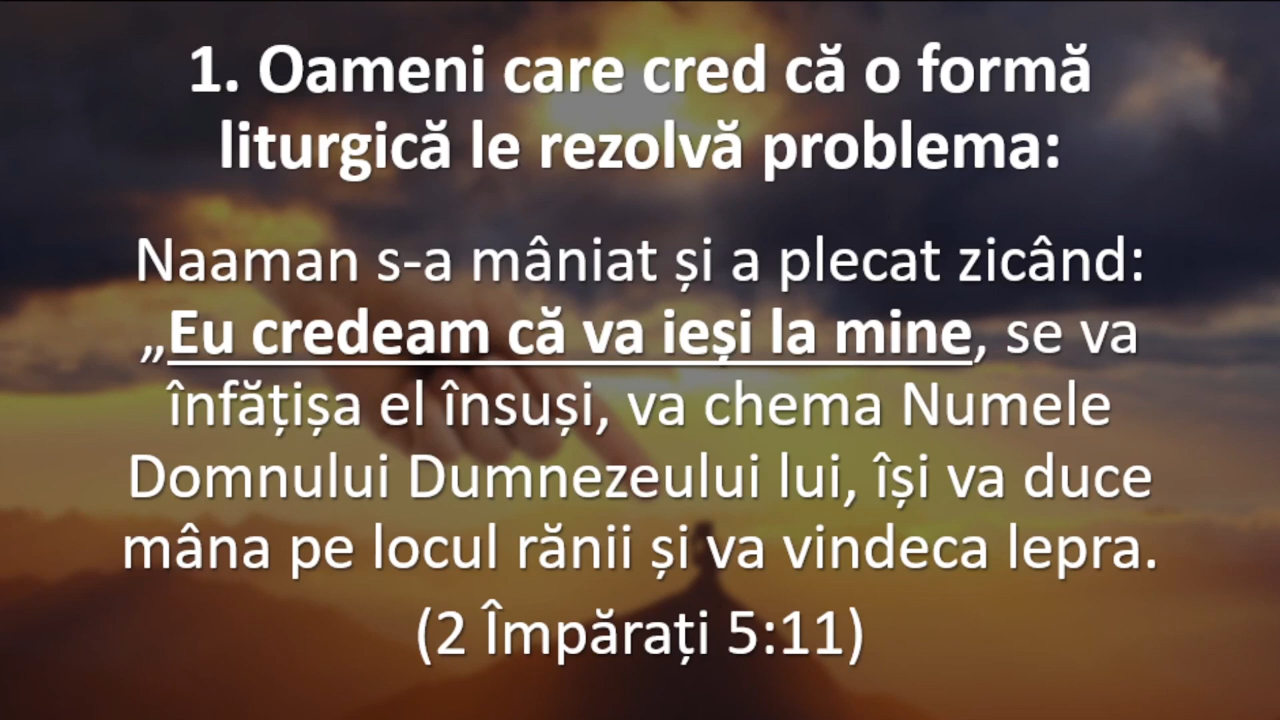 1. Oameni care cred că o formă
liturgică le rezolvă problema:
Naaman s-a mâniat și a plecat zicând:
„Eu credeam că va ieși la mine, se va
înfățișa el însuși, va chema Numele
Domnului Dumnezeului lui, își va duce
mâna pe locul rănii și va vindeca lepra.
(2 Împărați 5:11)